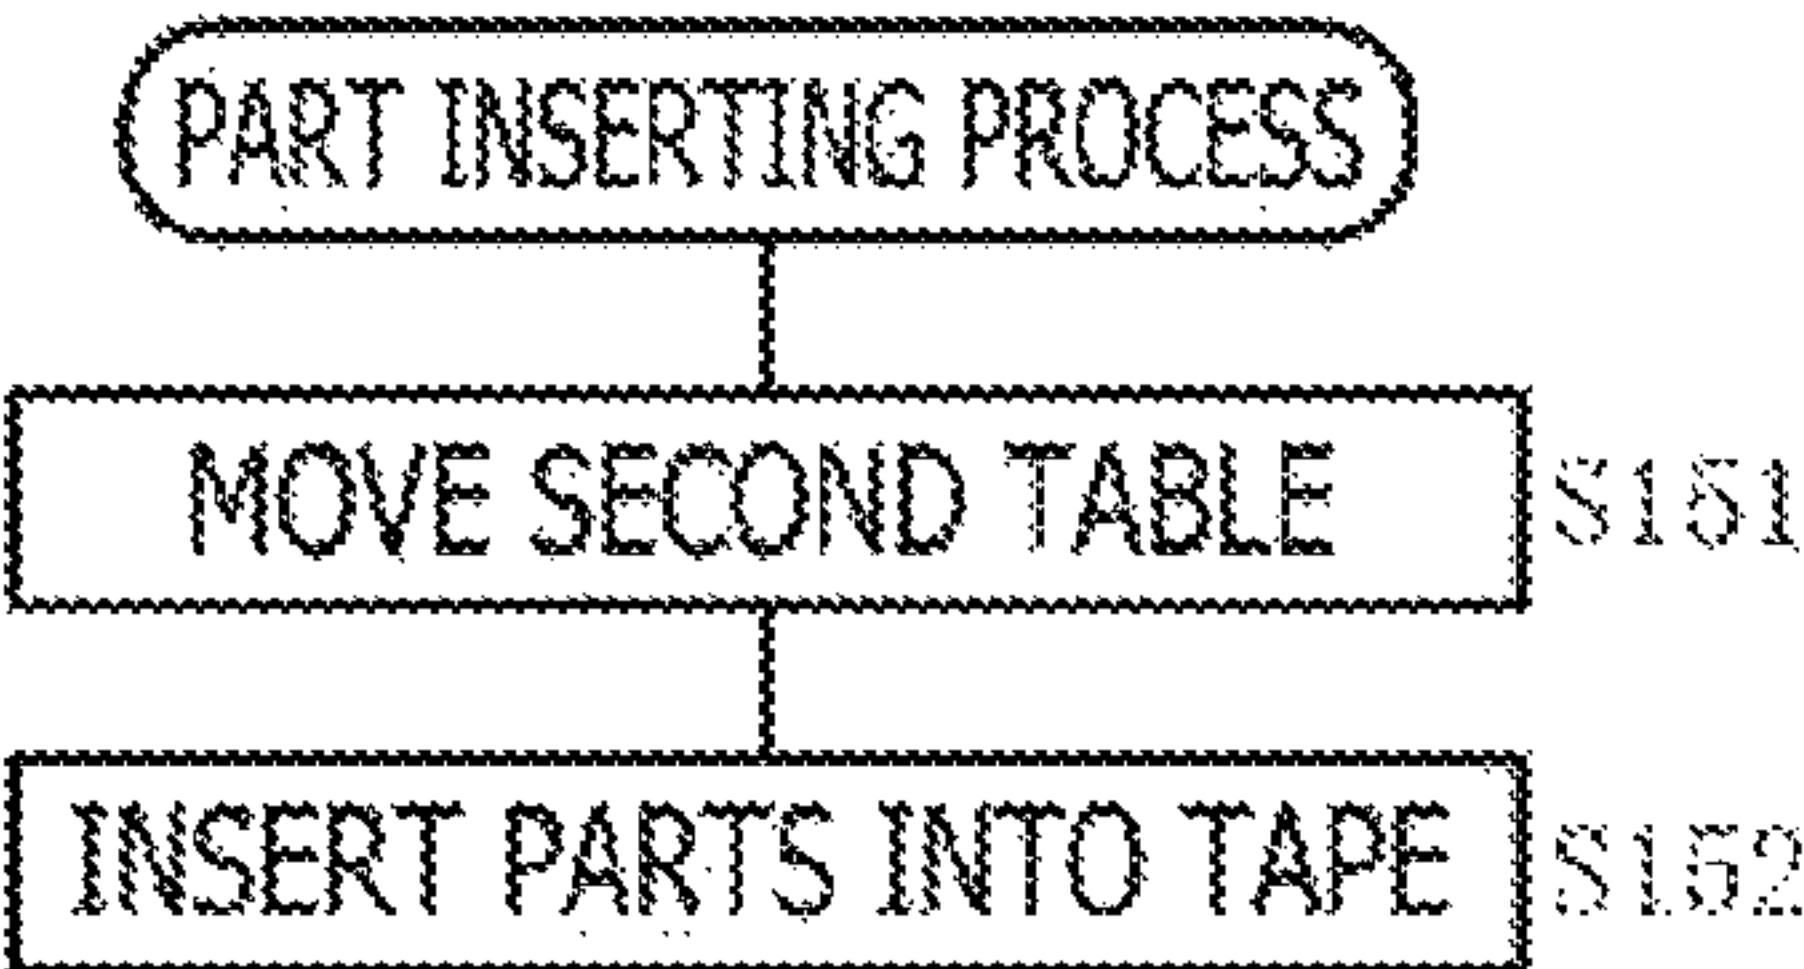 PART INSERTING PROCESS
MOVE SECOND TABLE S151
INSERT PARTS INTO TAPE S152